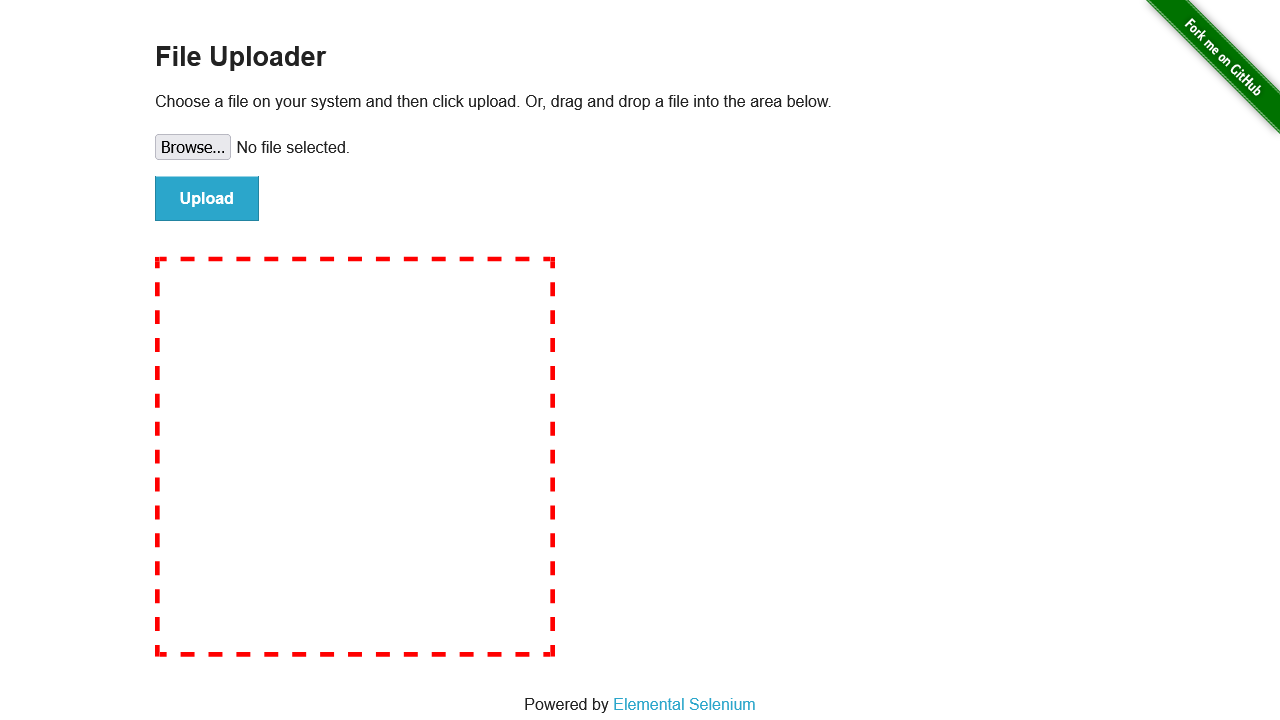 File Uploader
Fork me on GitHub
Choose a file on your system and then click upload. Or, drag and drop a file into the area below.
Browse... No file selected.
Upload
Powered by Elemental Selenium